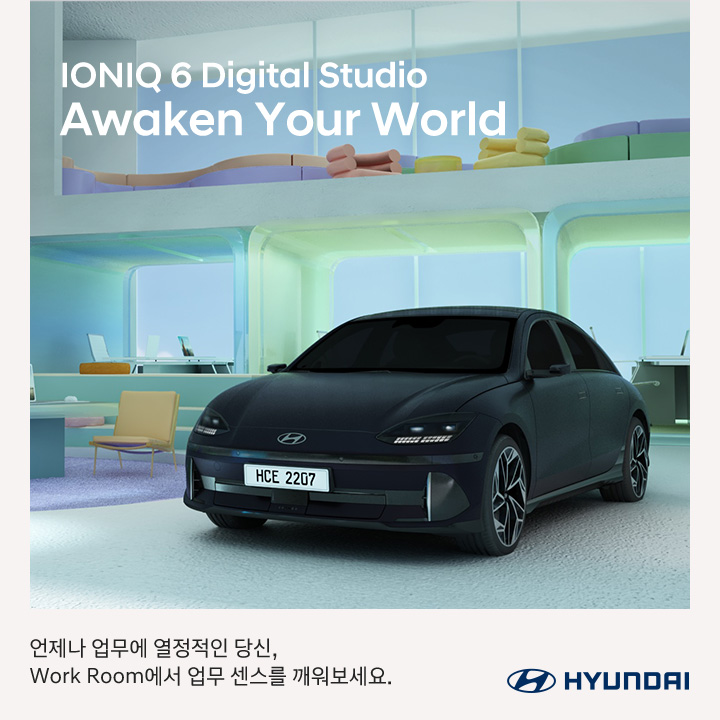 IONIQ 6 Digital Studio
Awaken Your World
HCE 2207
언제나 업무에 열정적인 당신,
Work Room에서 업무 센스를 깨워보세요.
HYUNDAI